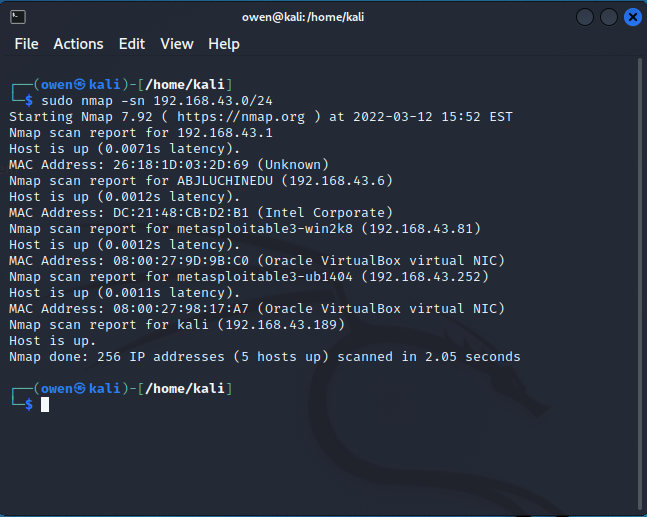 owen@kali: /home/kali
File Actions Edit View Help
┌──(owen㉿kali)-[/home/kali]
└─$ sudo nmap -sn 192.168.43.0/24
Starting Nmap 7.92 ( https://nmap.org ) at 2022-03-12 15:52 EST
Nmap scan report for 192.168.43.1
Host is up (0.0071s latency).
MAC Address: 26:18:1D:03:2D:69 (Unknown)
Nmap scan report for ABJLUCHINEDU (192.168.43.6)
Host is up (0.0012s latency).
MAC Address: DC:21:48:CB:D2:B1 (Intel Corporate)
Nmap scan report for metasploitable3-win2k8 (192.168.43.81)
Host is up (0.0012s latency).
MAC Address: 08:00:27:9D:9B:C0 (Oracle VirtualBox virtual NIC)
Nmap scan report for metasploitable3-ub1404 (192.168.43.252)
Host is up (0.0011s latency).
MAC Address: 08:00:27:98:17:A7 (Oracle VirtualBox virtual NIC)
Nmap scan report for kali (192.168.43.189)
Host is up.
Nmap done: 256 IP addresses (5 hosts up) scanned in 2.05 seconds
┌──(owen㉿kali)-[/home/kali]
└─$